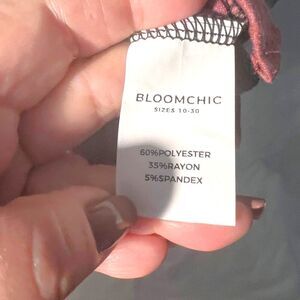 BLOOMCHIC
SIZES 10-30
60%POLYESTER
35%RAYON
5%SPANDEX